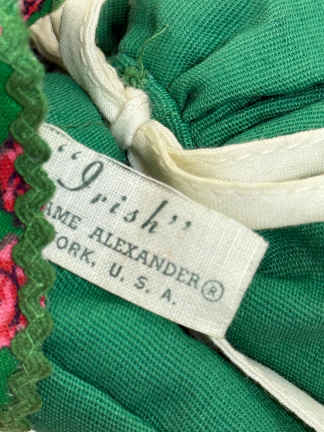 "Irish"
AME ALEXANDER®
ORK, U. S. A.